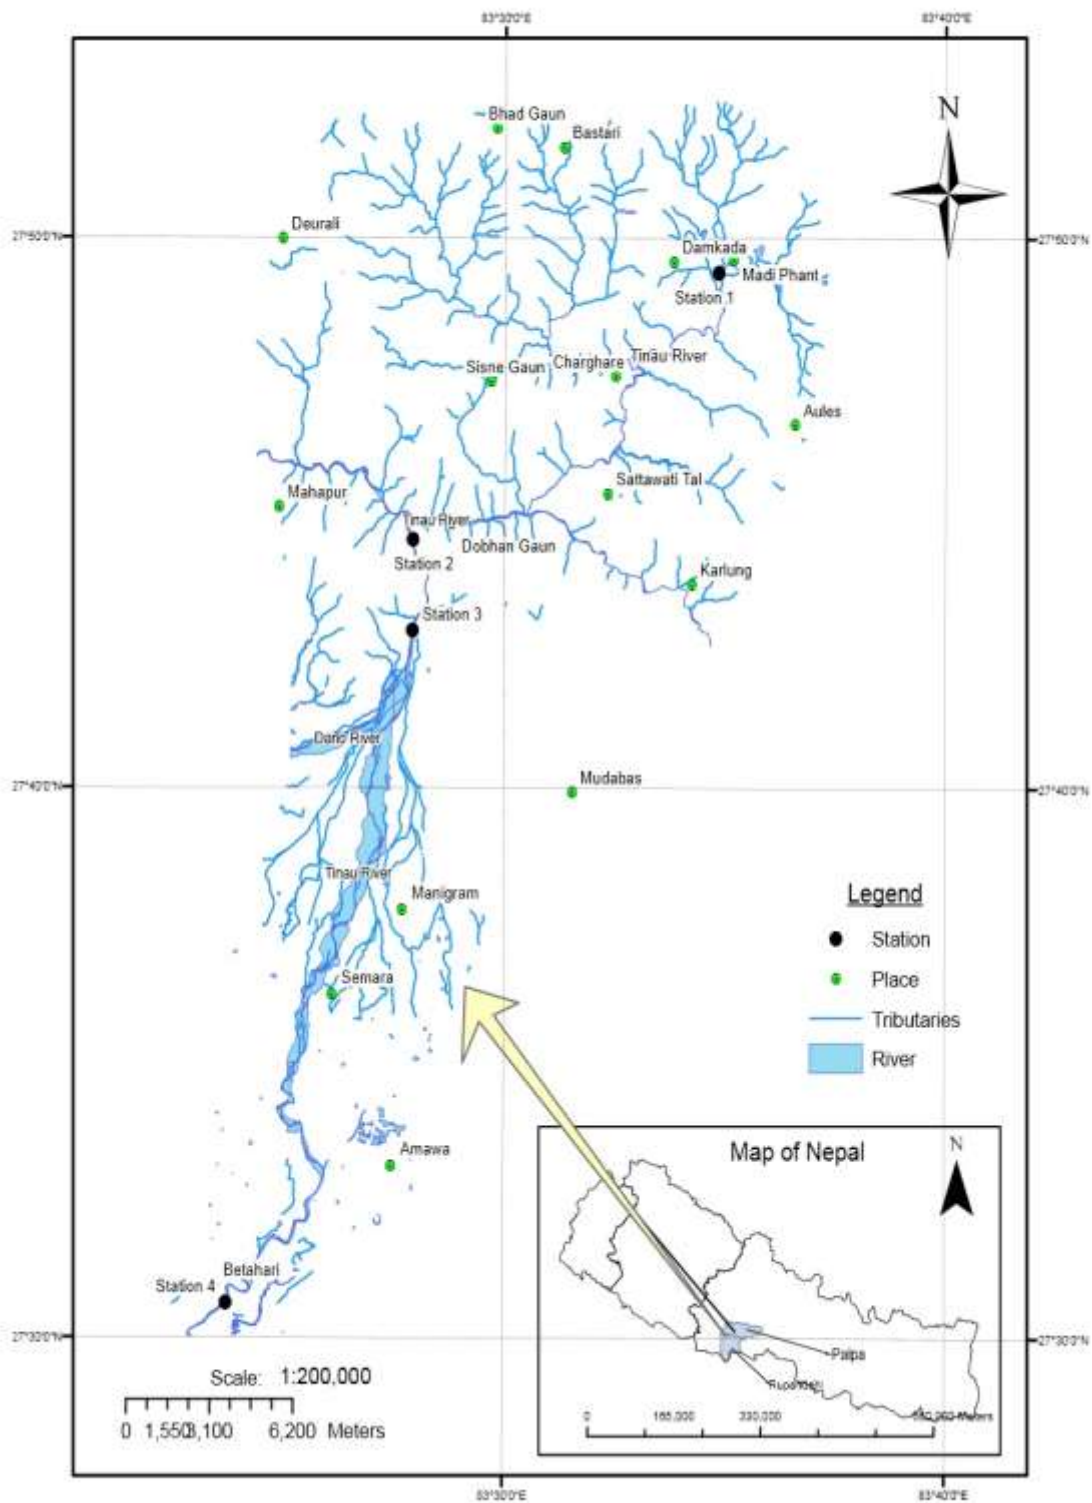 83°30'0"E
83°40'0"E
N
Bhad Gaun
Bastari
Deurali
27°50'0"N
27°50'0"N
Damkada
Madi Phant
Station 1
Tinau River
Charghare
Sisne Gaun
Aules
Sattawati Tal
Mahapur
Tinau River
Dobhan Gaun
Station 2
Karlung
Station 3
River
27°40'0"N
27°40'0"N
Mudabas
Tinau River
Manigram
Semara
Legend
Station
Place
Tributaries
River
Amawa
Map of Nepal
N
Betahari
Station 4
27°30'0"N
27°30'0"N
Palpa
Scale: 1:200,000
0 1,550 3,100 6,200 Meters
0 230,000 Meters
83°30'0"E
83°40'0"E